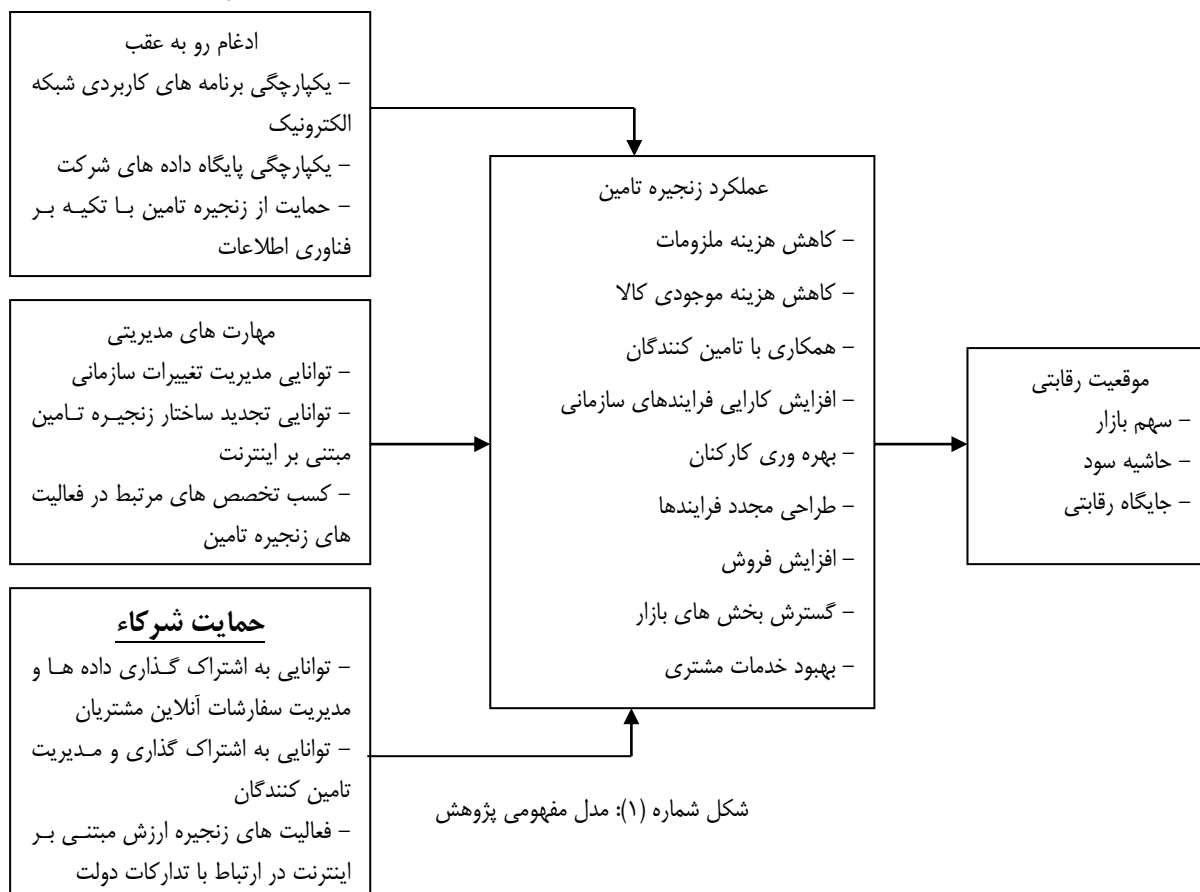 ادغام رو به عقب
- یکپارچگی برنامه های کاربردی شبکه
الکترونیک
- یکپارچگی پایگاه داده های شرکت
- حمایت از زنجیره تامین با تکیه بر
فناوری اطلاعات
مهارت های مدیریتی
- توانایی مدیریت تغییرات سازمانی
- توانایی تجدید ساختار زنجیره تامین
مبتنی بر اینترنت
- کسب تخصص های مرتبط در فعالیت
های زنجیره تامین
حمایت شرکاء
- توانایی به اشتراک گذاری داده ها و
مدیریت سفارشات آنلاین مشتریان
- توانایی به اشتراک گذاری و مدیریت
تامین کنندگان
- فعالیت های زنجیره ارزش مبتنی بر
اینترنت در ارتباط با تدارکات دولت
عملکرد زنجیره تامین
- کاهش هزینه ملزومات
- کاهش هزینه موجودی کالا
- همکاری با تامین کنندگان
- افزایش کارایی فرایندهای سازمانی
- بهره وری کارکنان
- طراحی مجدد فرایندها
- افزایش فروش
- گسترش بخش های بازار
- بهبود خدمات مشتری
موقعیت رقابتی
- سهم بازار
- حاشیه سود
- جایگاه رقابتی
شکل شماره (۱): مدل مفهومی پژوهش